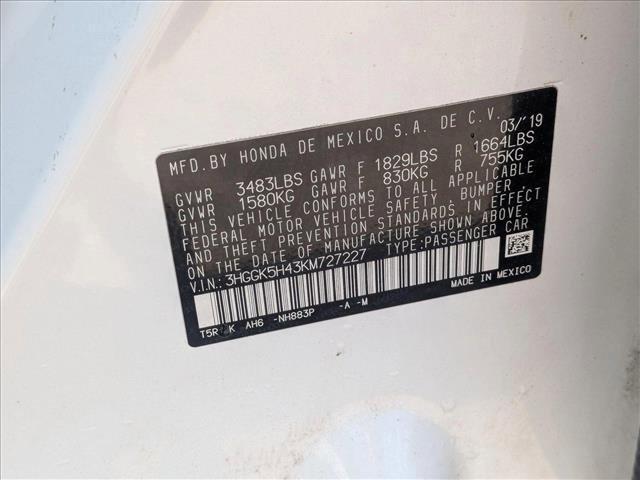 MFD.BY HONDA DE MEXICO S.A. DE C.V. 03/'19
GVWR 3483LBS GAWR F 1829LBS R 1664LBS
GVWR 1580KG GAWR F 830KG R 755KG
THIS VEHICLE CONFORMS TO ALL APPLICABLE
FEDERAL MOTOR VEHICLE SAFETY, BUMPER,
AND THEFT PREVENTION STANDARDS IN EFFECT
ON THE DATE OF MANUFACTURE SHOWN ABOVE.
V.I.N: 3HGGK5H43KM727227 TYPE:PASSENGER CAR
T5R K AH6 -NH883P -A -M MADE IN MEXICO